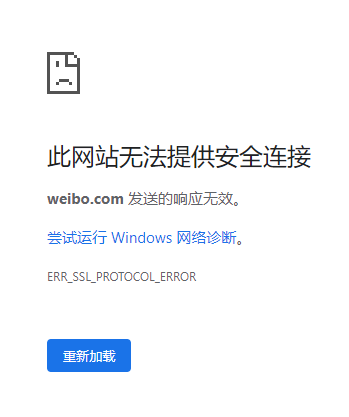 此网站无法提供安全连接
weibo.com 发送的响应无效。
尝试运行 Windows 网络诊断。
ERR_SSL_PROTOCOL_ERROR
重新加载